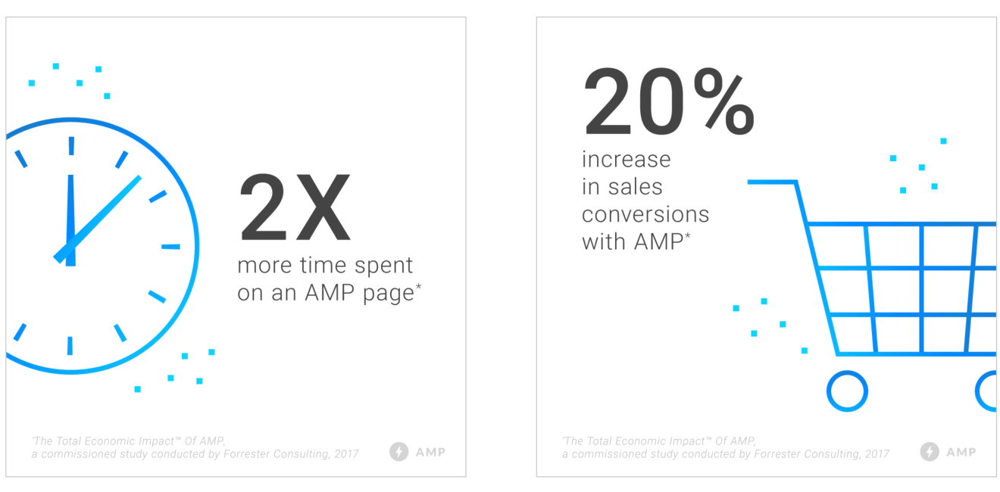 2X
more time spent
on an AMP page*
*The Total Economic Impact™ Of AMP,
a commissioned study conducted by Forrester Consulting, 2017
AMP
20%
increase
in sales
conversions
with AMP*
*The Total Economic Impact™ Of AMP,
a commissioned study conducted by Forrester Consulting, 2017
AMP